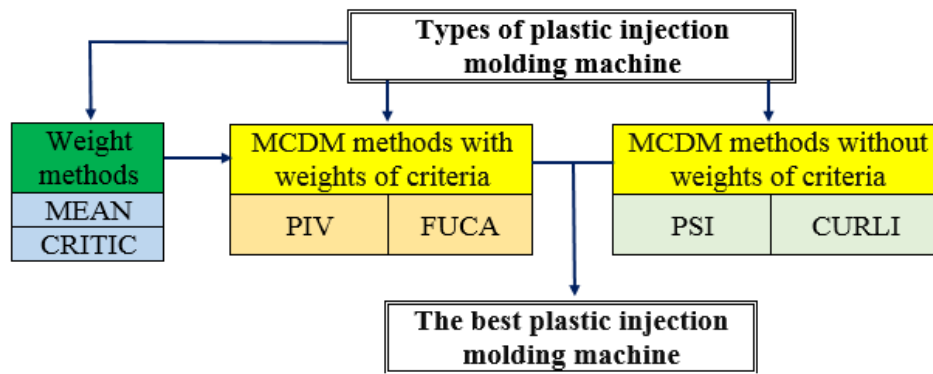 Types of plastic injection
molding machine
Weight
methods
MEAN
CRITIC
MCDM methods with
weights of criteria
PIV
FUCA
MCDM methods without
weights of criteria
PSI
CURLI
The best plastic injection
molding machine